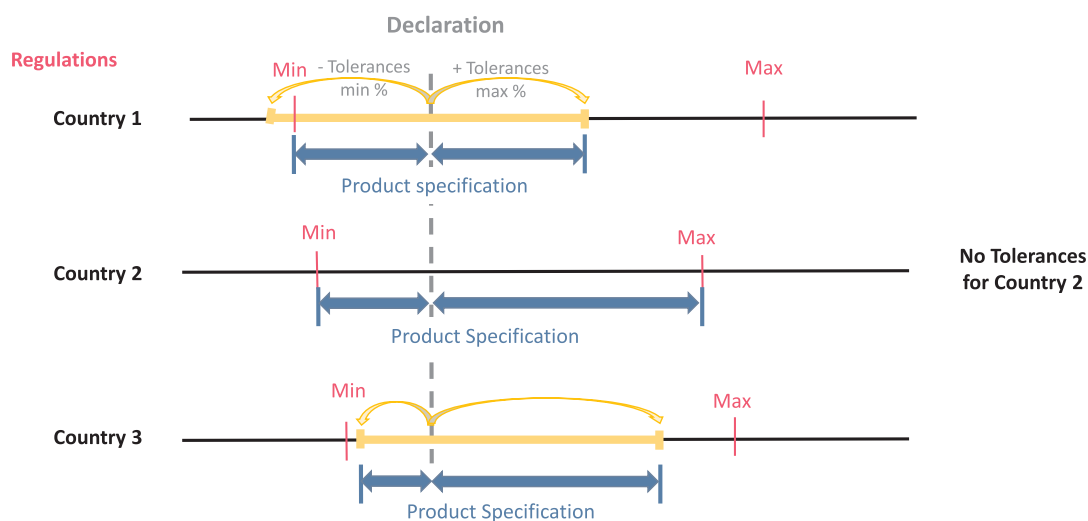 Declaration
Regulations
Min
- Tolerances
min %
+ Tolerances
max %
Max
Country 1
Product specification
Min
Max
Country 2
No Tolerances
for Country 2
Product Specification
Min
Max
Country 3
Product Specification